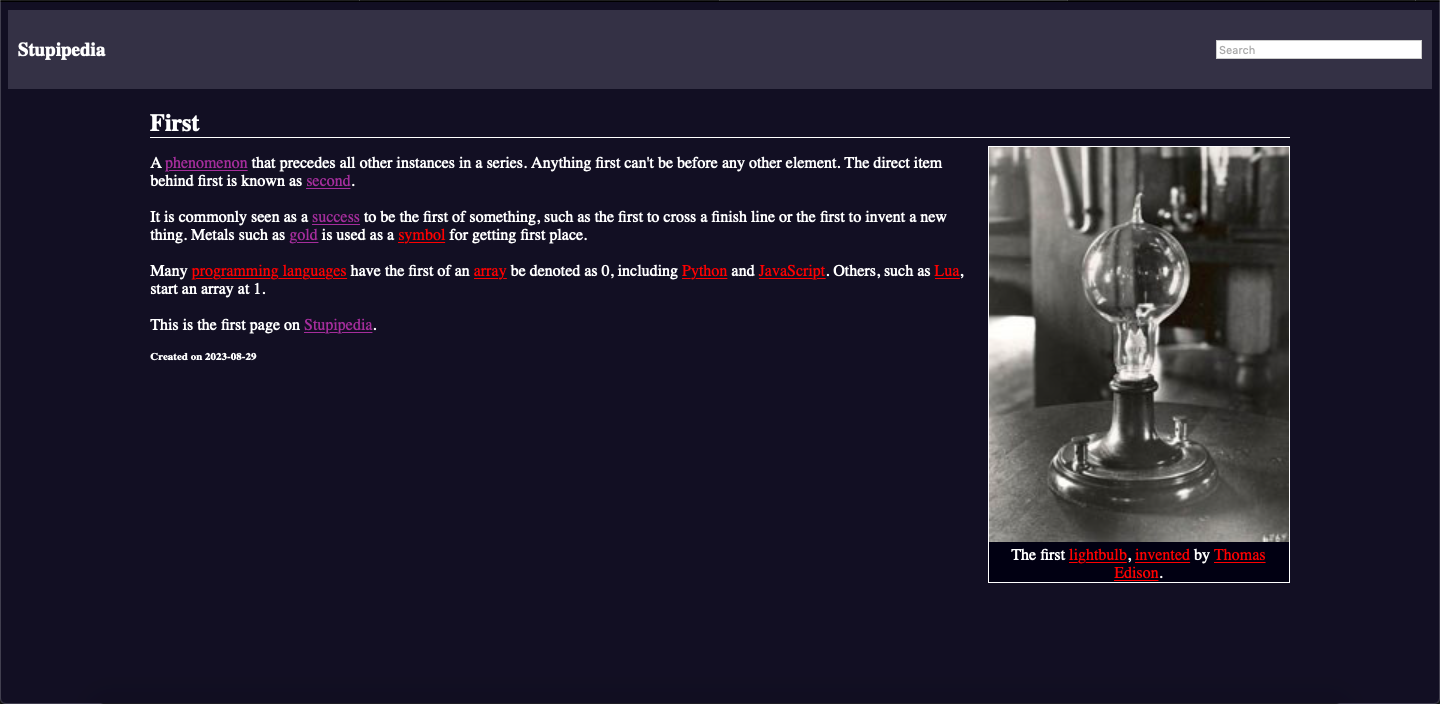 Stupipedia
Search
First
A phenomenon that precedes all other instances in a series. Anything first can't be before any other element. The direct item
behind first is known as second.
It is commonly seen as a success to be the first of something, such as the first to cross a finish line or the first to invent a new
thing. Metals such as gold is used as a symbol for getting first place.
Many programming languages have the first of an array be denoted as 0, including Python and JavaScript. Others, such as Lua,
start an array at 1.
This is the first page on Stupipedia.
Created on 2023-08-29
The first lightbulb, invented by Thomas
Edison.